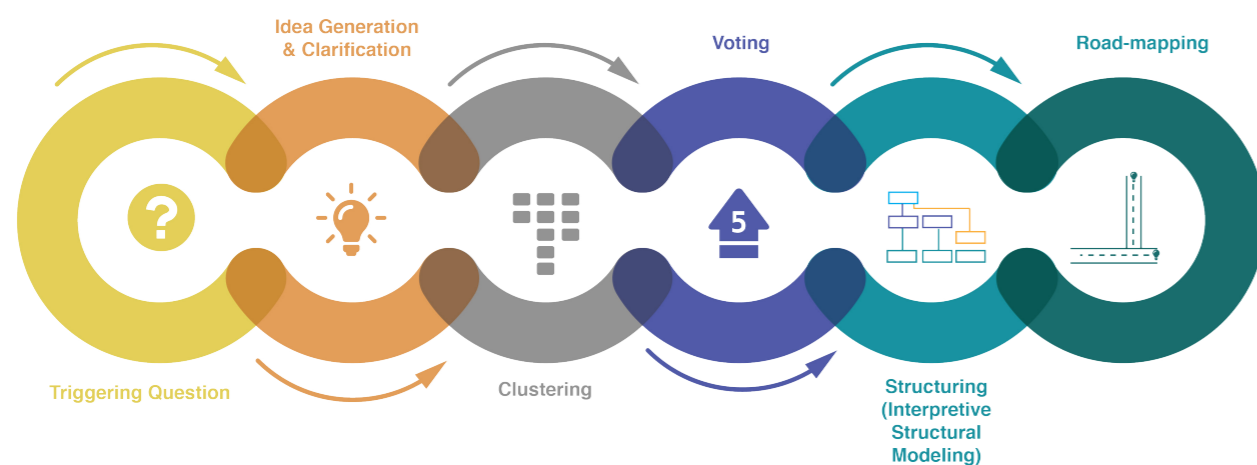 Idea Generation
& Clarification
Voting
Road-mapping
?
5
Triggering Question
Clustering
Structuring
(Interpretive
Structural
Modeling)